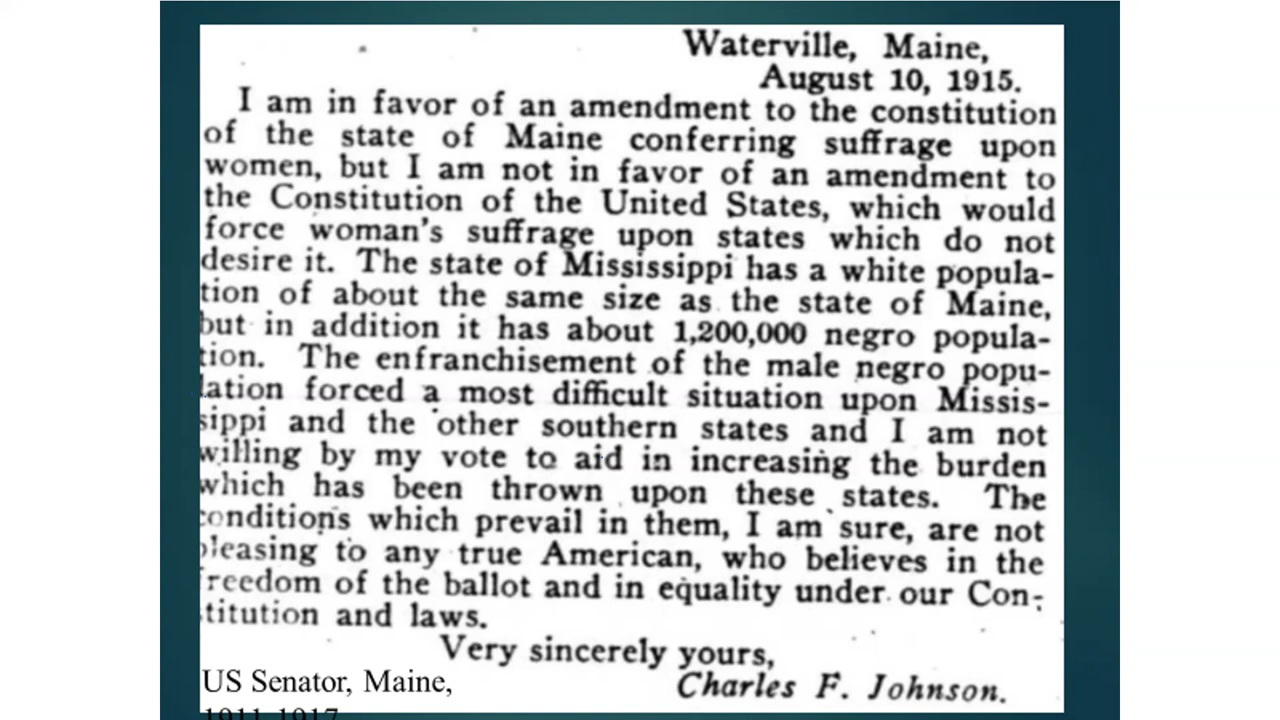 Waterville, Maine,
August 10, 1915.
I am in favor of an amendment to the constitution
of the state of Maine conferring suffrage upon
women, but I am not in favor of an amendment to
the Constitution of the United States, which would
force woman's suffrage upon states which do not
desire it. The state of Mississippi has a white popula-
tion of about the same size as the state of Maine,
but in addition it has about 1,200,000 negro popula-
tion. The enfranchisement of the male negro popu-
lation forced a most difficult situation upon Missis-
sippi and the other southern states and I am not
willing by my vote to aid in increasing the burden
which has been thrown upon these states. The
conditions which prevail in them, I am sure, are not
pleasing to any true American, who believes in the
freedom of the ballot and in equality under our Con-
stitution and laws.
Very sincerely yours,
Charles F. Johnson.
US Senator, Maine,
1911-1917